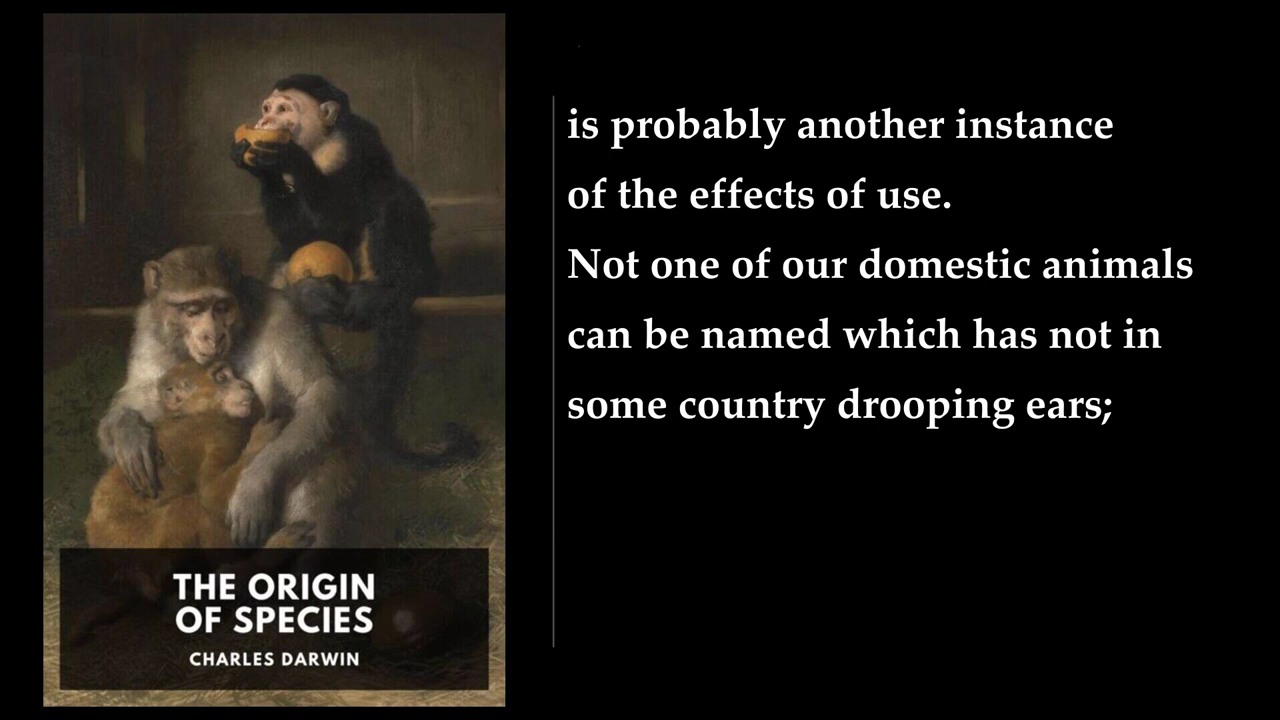 THE ORIGIN
OF SPECIES
CHARLES DARWIN
is probably another instance
of the effects of use.
Not one of our domestic animals
can be named which has not in
some country drooping ears;